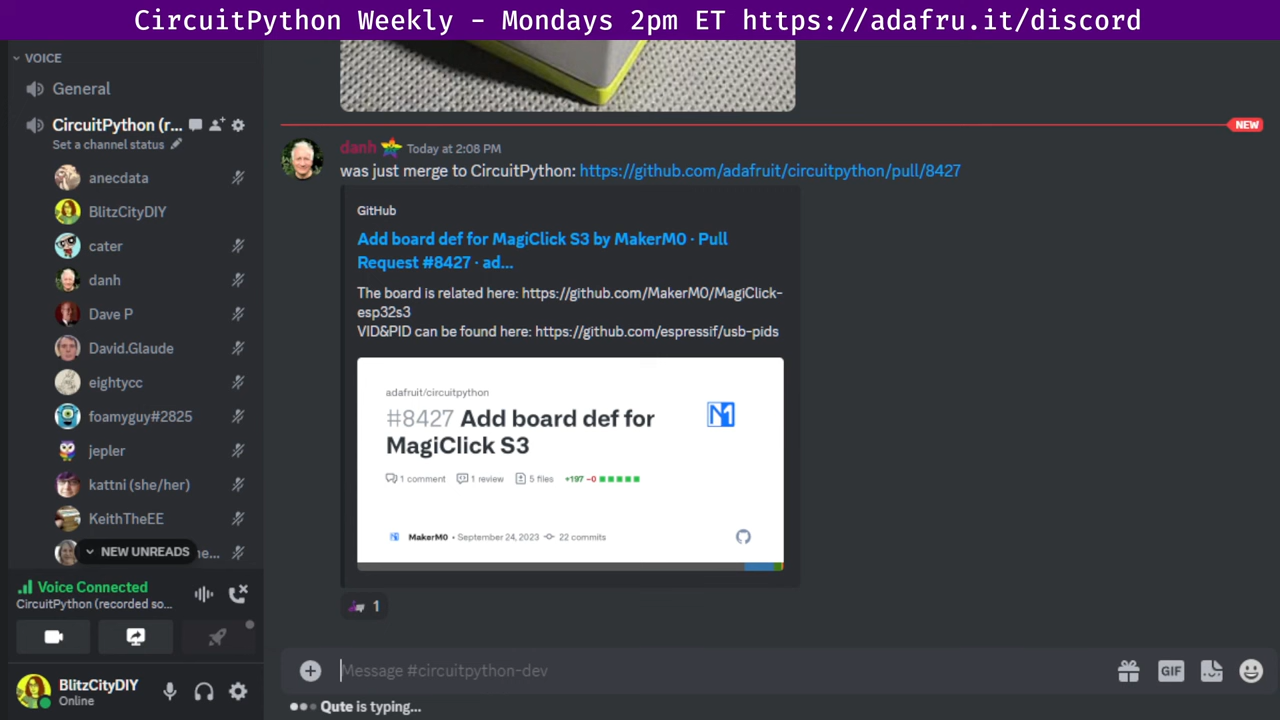 CircuitPython Weekly - Mondays 2pm ET https://adafru.it/discord
VOICE
General
CircuitPython (r...
Set a channel status
anecdata
BlitzCityDIY
cater
danh
Dave P
David.Glaude
eightycc
foamyguy#2825
jepler
kattni (she/her)
KeithTheEE
NEW UNREADS
Voice Connected
CircuitPython (recorded so...
BlitzCityDIY
Online
NEW
danh Today at 2:08 PM
was just merge to CircuitPython: https://github.com/adafruit/circuitpython/pull/8427
GitHub
Add board def for MagiClick S3 by MakerM0 · Pull
Request #8427 · ad...
The board is related here: https://github.com/MakerM0/MagiClick-
esp32s3
VID&PID can be found here: https://github.com/espressif/usb-pids
adafruit/circuitpython
#8427 Add board def for
MagiClick S3
1 comment 1 review 5 files +197 −0
MakerM0 • September 24, 2023 22 commits
1
Message #circuitpython-dev
GIF
Qute is typing...